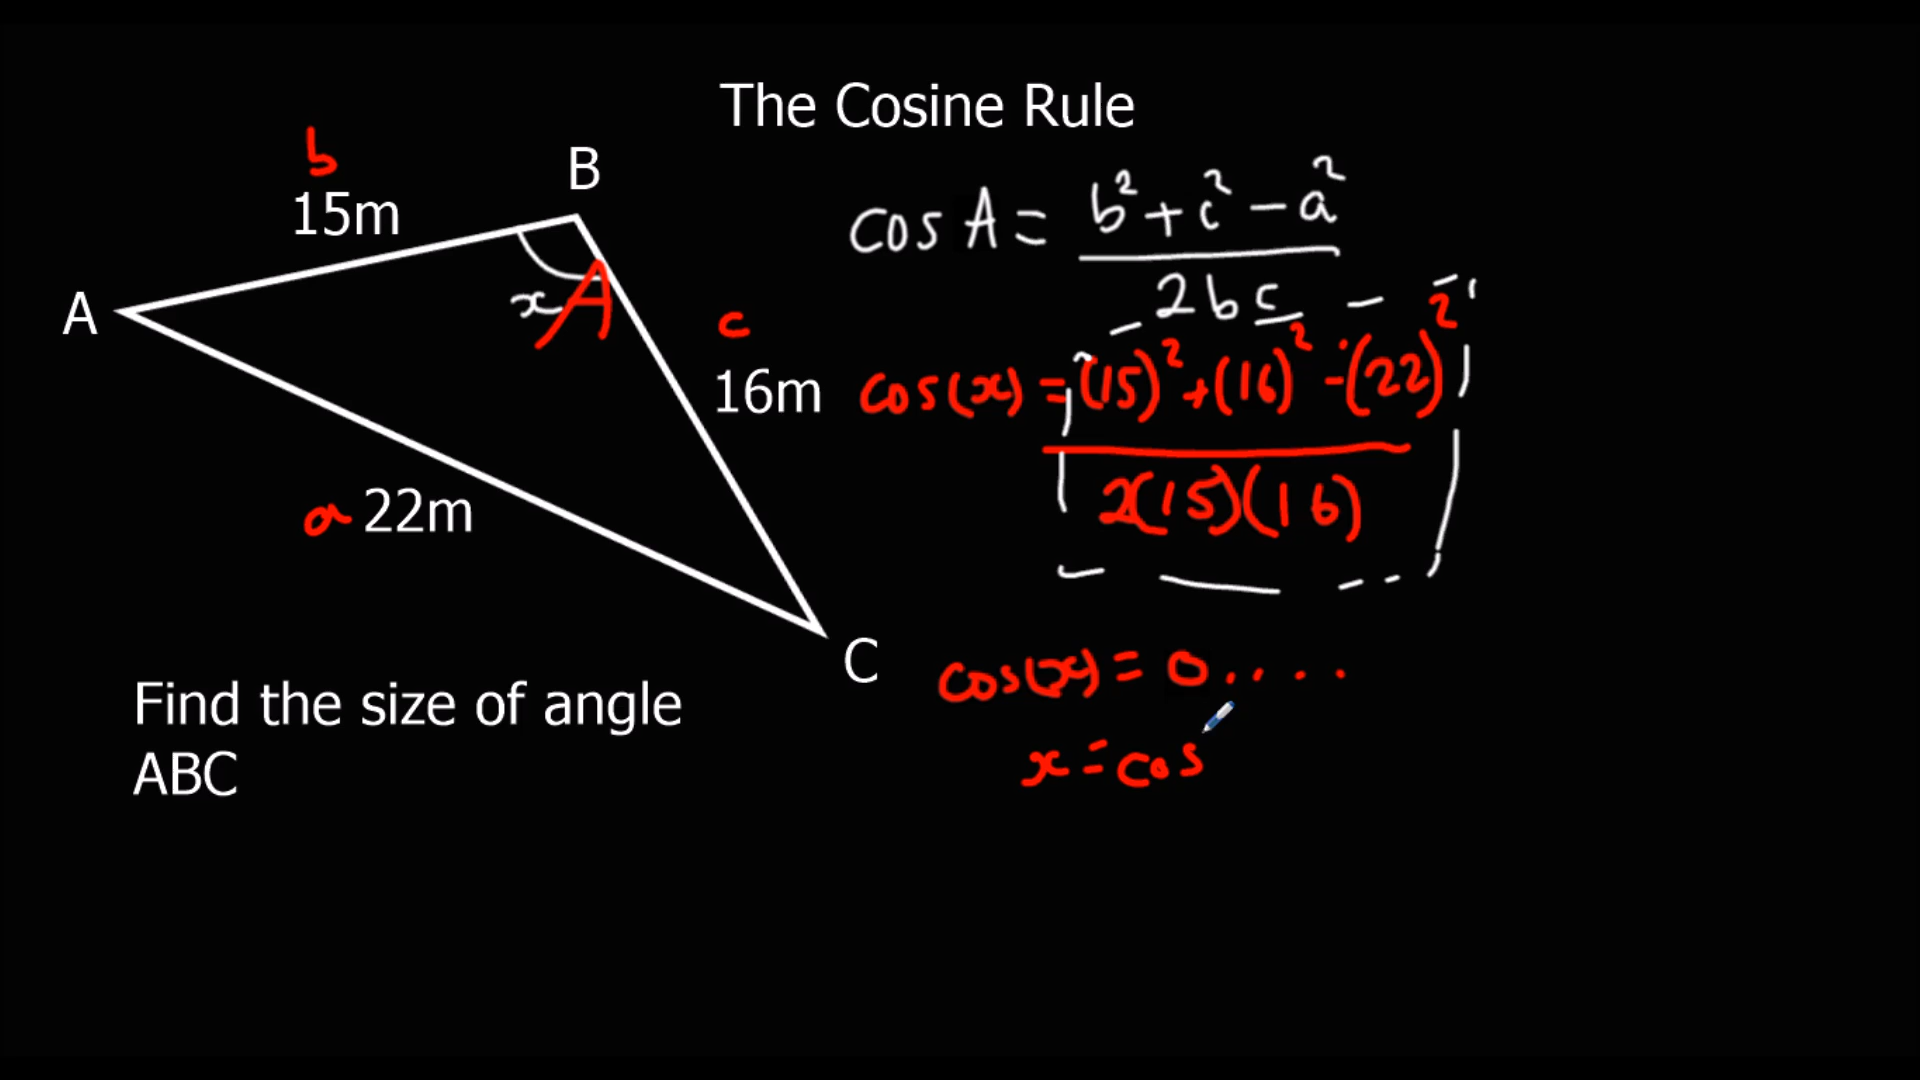 The Cosine Rule
b
15m
B
cos A = b² + c² - a²
2bc
A
x A
c
16m
cos(x) = (15)² + (16)² - (22)²
2(15)(16)
a 22m
C
cos(x) = 0....
x = cos
Find the size of angle
ABC